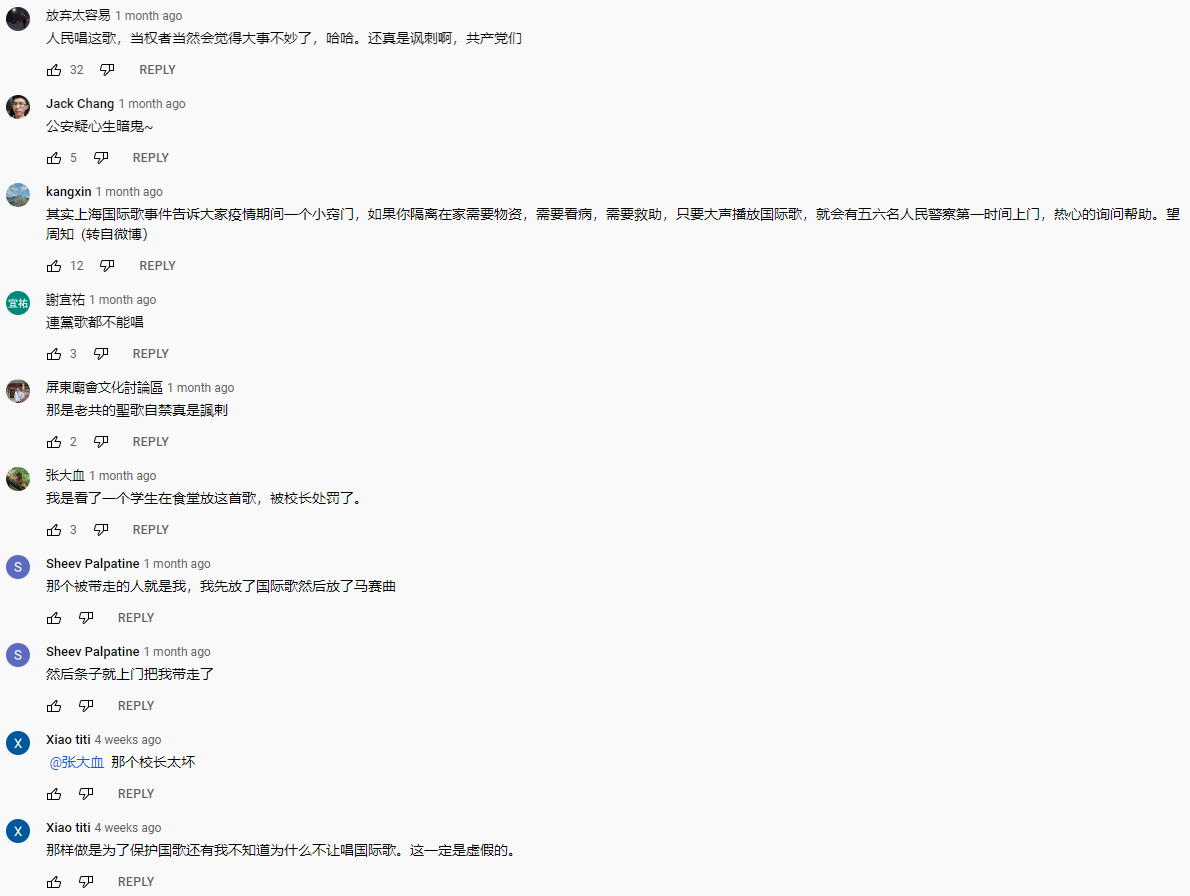 放弃太容易 1 month ago
人民唱这歌，当权者当然会觉得大事不妙了，哈哈。还真是讽刺啊，共产党们
32 REPLY
Jack Chang 1 month ago
公安疑心生暗鬼~
5 REPLY
kangxin 1 month ago
其实上海国际歌事件告诉大家疫情期间一个小窍门，如果你隔离在家需要物资，需要看病，需要救助，只要大声播放国际歌，就会有五六名人民警察第一时间上门，热心的询问帮助。望
周知（转自微博）
12 REPLY
宜祐
謝宜祐 1 month ago
連黨歌都不能唱
3 REPLY
屏東廟會文化討論區 1 month ago
那是老共的聖歌自禁真是諷刺
2 REPLY
张大血 1 month ago
我是看了一个学生在食堂放这首歌，被校长处罚了。
3 REPLY
S
Sheev Palpatine 1 month ago
那个被带走的人就是我，我先放了国际歌然后放了马赛曲
REPLY
S
Sheev Palpatine 1 month ago
然后条子就上门把我带走了
REPLY
X
Xiao titi 4 weeks ago
@张大血 那个校长太坏
REPLY
X
Xiao titi 4 weeks ago
那样做是为了保护国歌还有我不知道为什么不让唱国际歌。这一定是虚假的。
REPLY